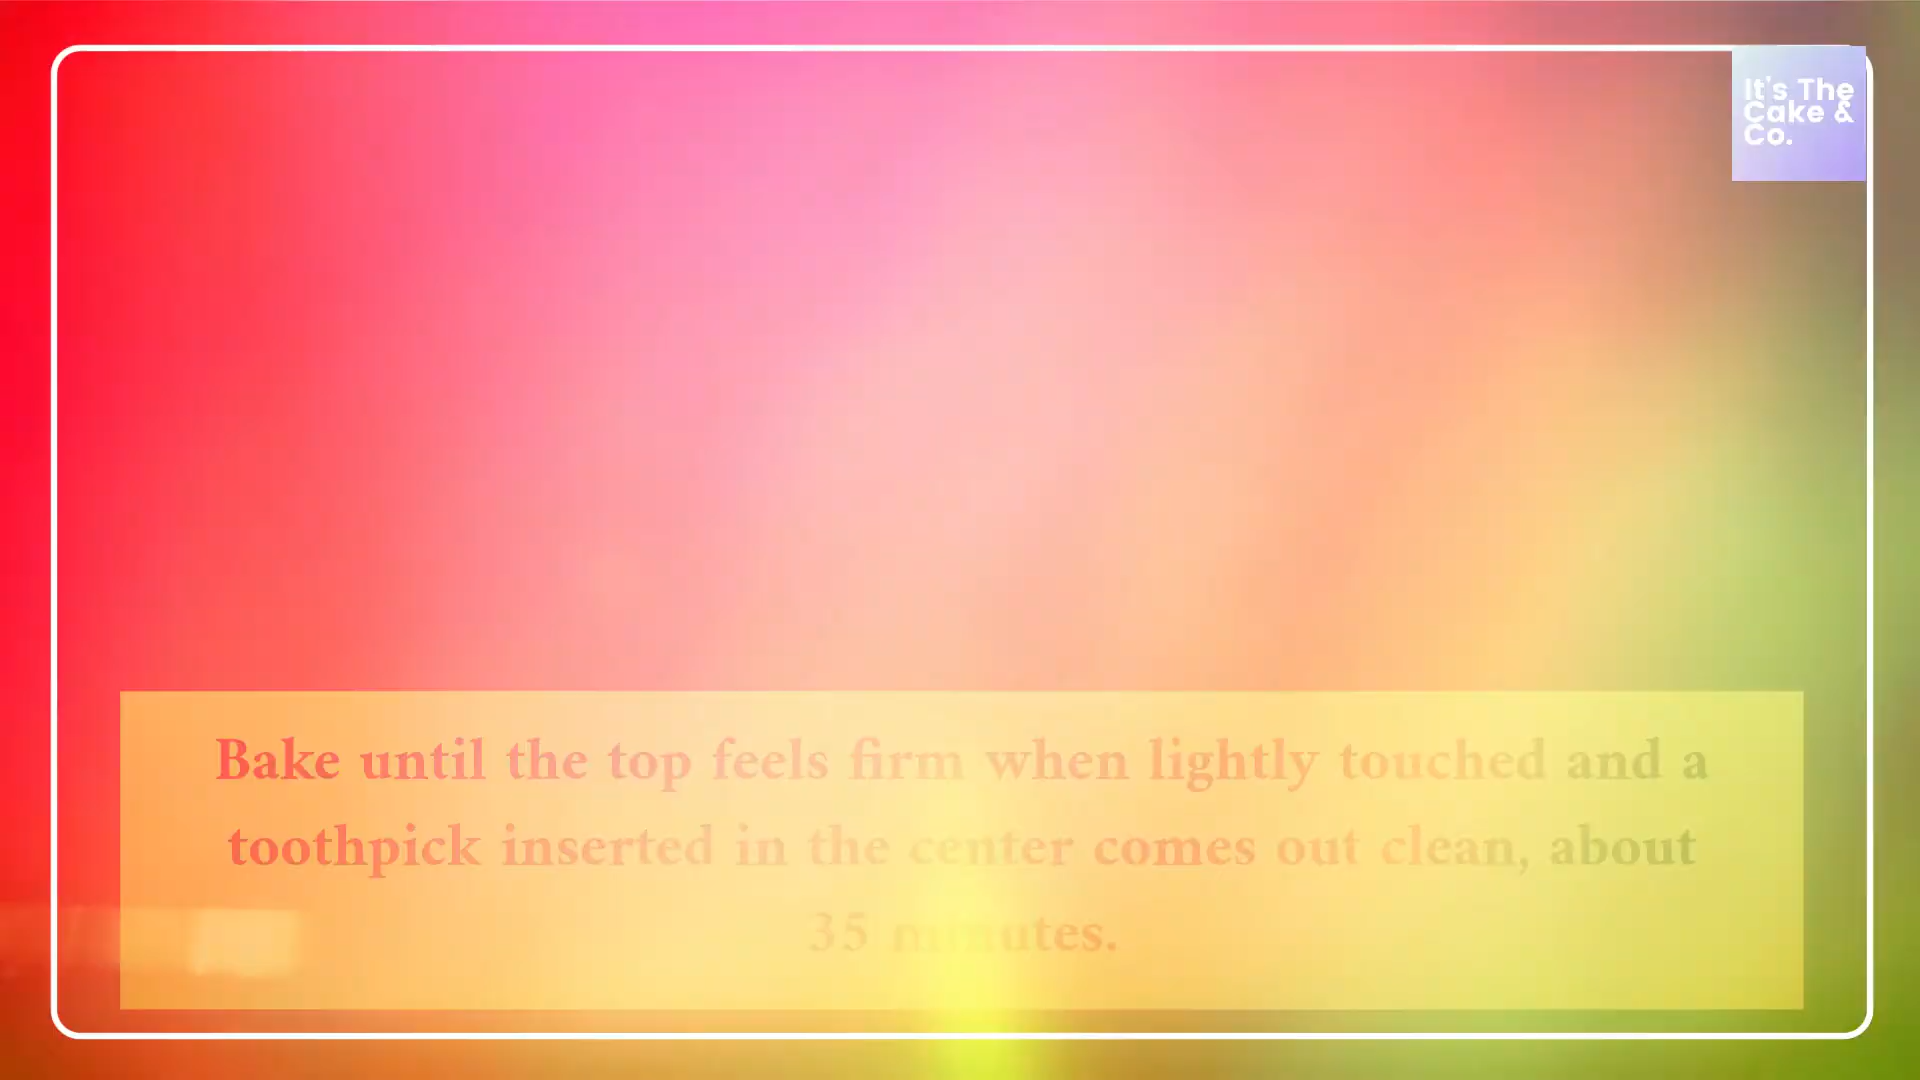 It's The
Cake &
Co.
Bake until the top feels firm when lightly touched and a
toothpick inserted in the center comes out clean, about
35 minutes.